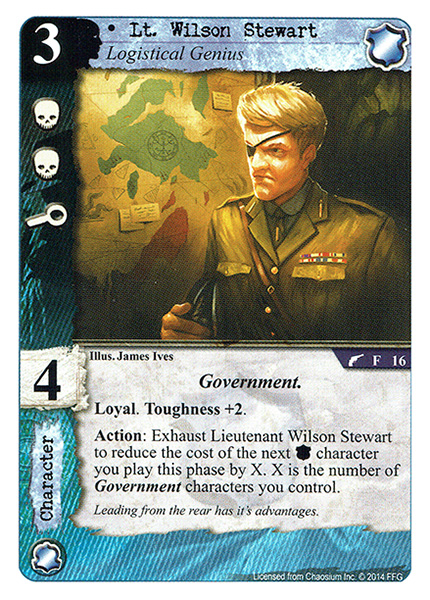 3
• Lt. Wilson Stewart
Logistical Genius
Illus. James Ives
F 16
4
Government.
Loyal. Toughness +2.
Action: Exhaust Lieutenant Wilson Stewart
to reduce the cost of the next character
you play this phase by X. X is the number of
Government characters you control.
Leading from the rear has it's advantages.
Character
Licensed from Chaosium Inc. © 2014 FFG